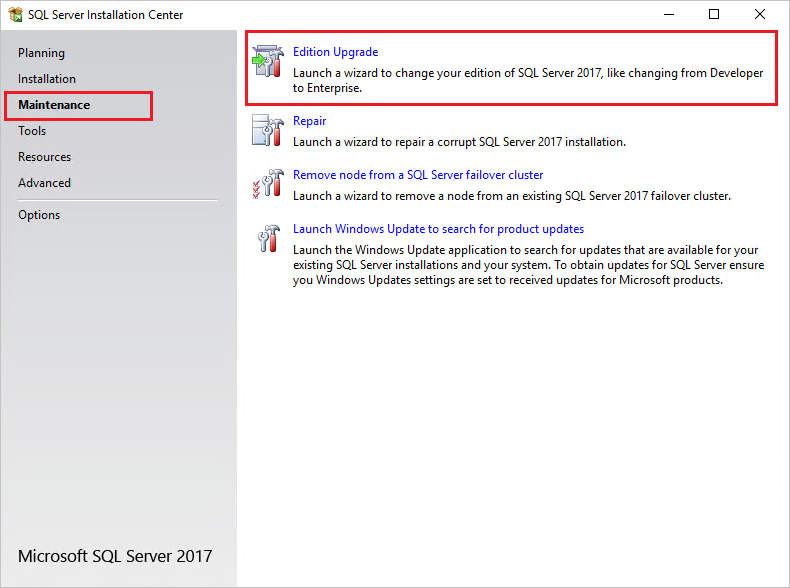 SQL Server Installation Center
Planning
Installation
Maintenance
Tools
Resources
Advanced
Options
Microsoft SQL Server 2017
Edition Upgrade
Launch a wizard to change your edition of SQL Server 2017, like changing from Developer
to Enterprise.
Repair
Launch a wizard to repair a corrupt SQL Server 2017 installation.
Remove node from a SQL Server failover cluster
Launch a wizard to remove a node from an existing SQL Server 2017 failover cluster.
Launch Windows Update to search for product updates
Launch the Windows Update application to search for updates that are available for your
existing SQL Server installations and your system. To obtain updates for SQL Server ensure
you Windows Updates settings are set to received updates for Microsoft products.